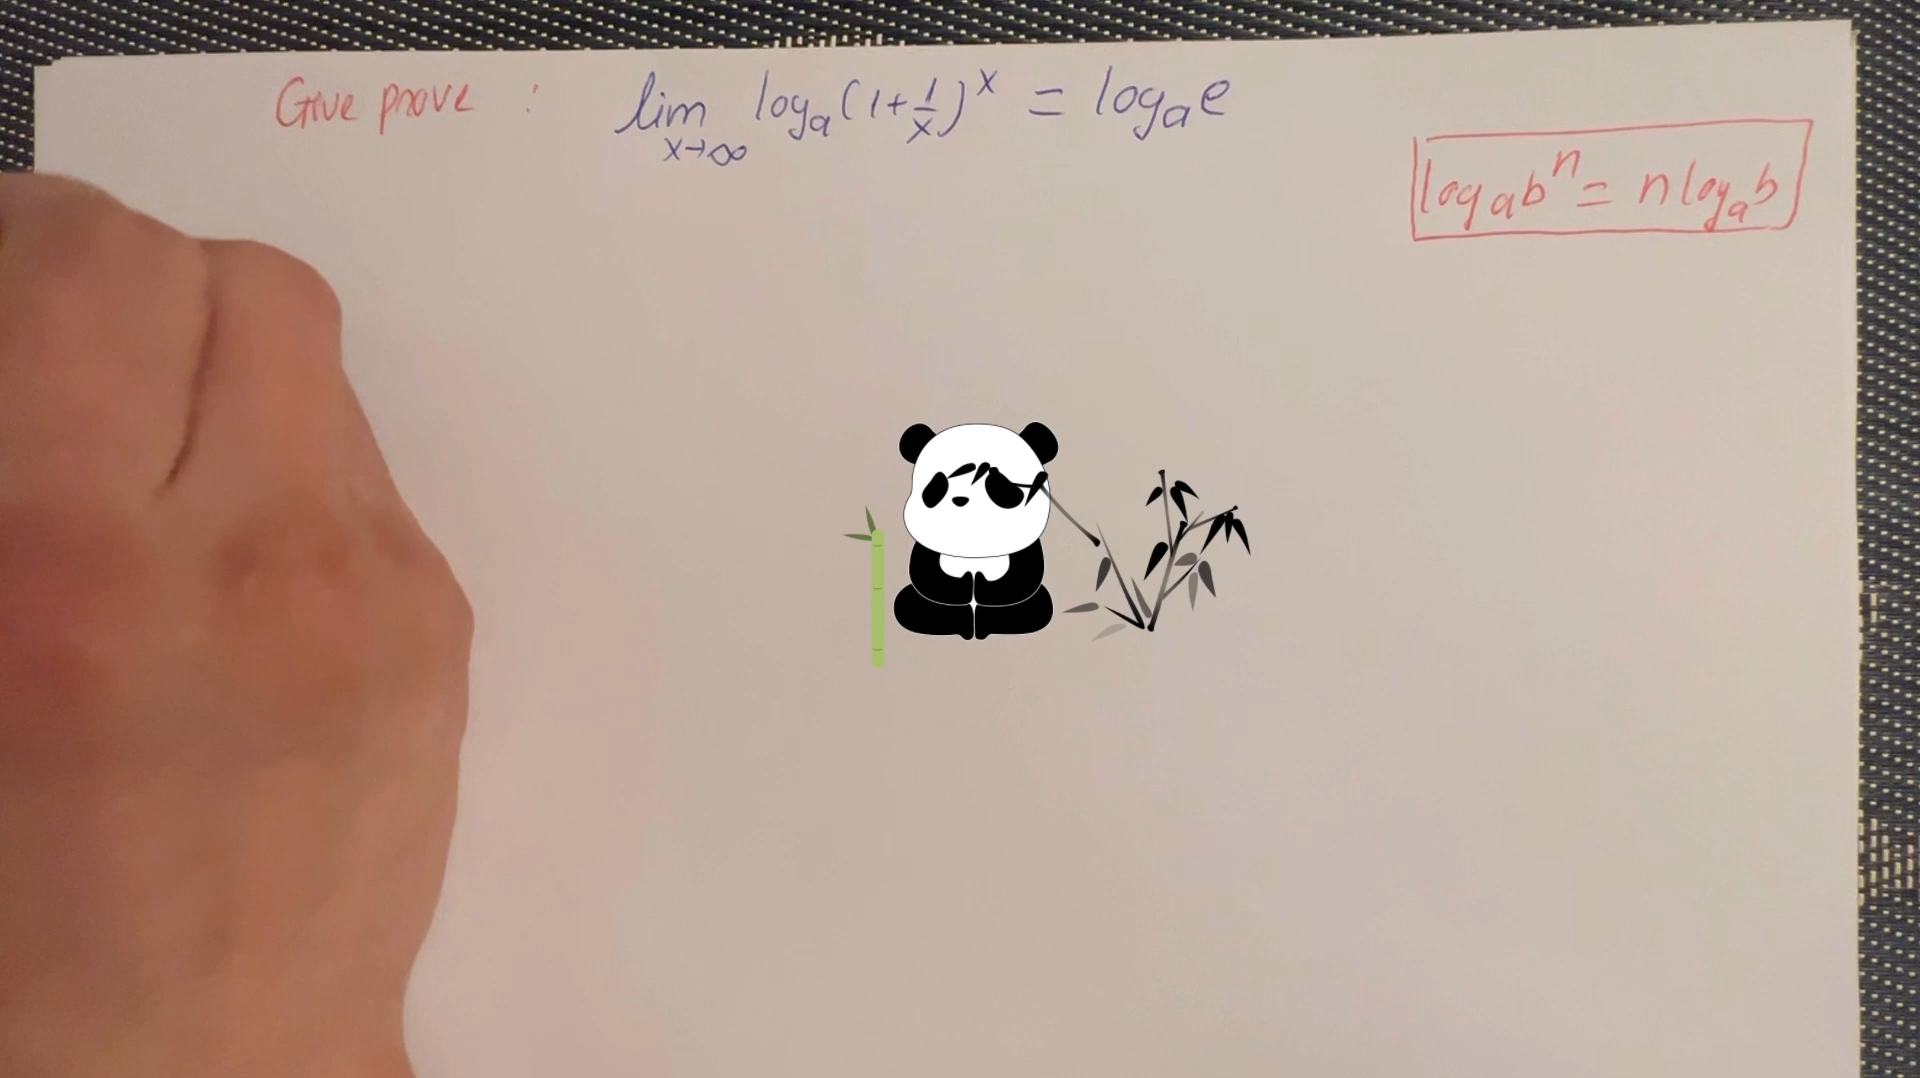 Give prove : lim x→∞ log_a (1+1/x)^x = log_a e
log_a b^n = n log_a b